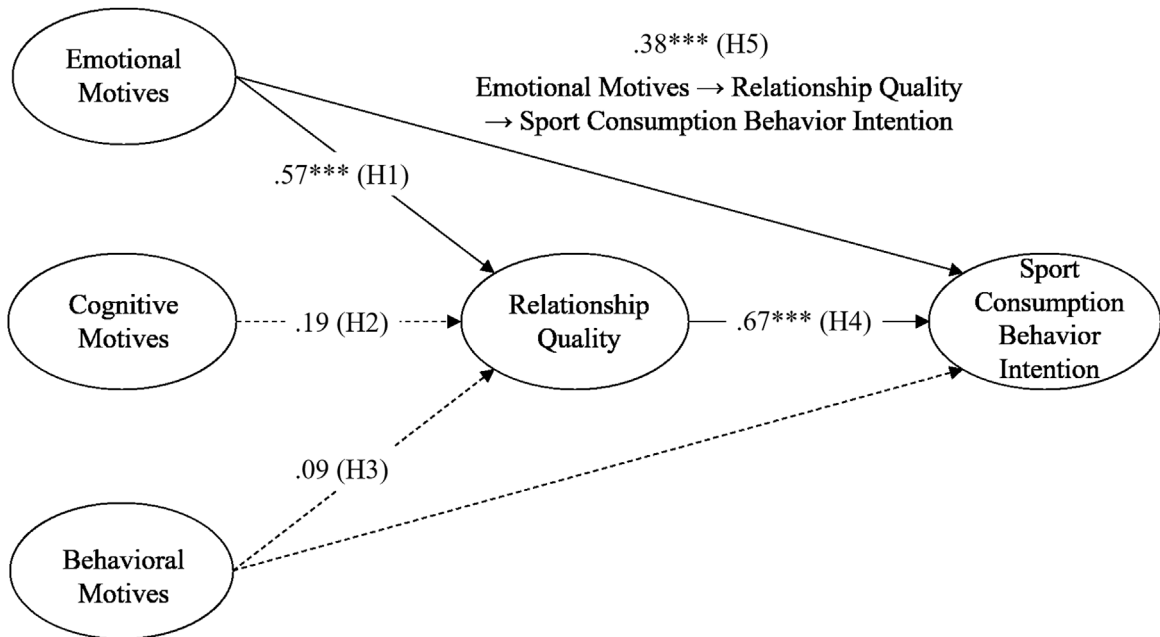 Emotional
Motives
.38*** (H5)
Emotional Motives → Relationship Quality
→ Sport Consumption Behavior Intention
.57*** (H1)
Cognitive
Motives
.19 (H2)
Relationship
Quality
.67*** (H4)
Sport
Consumption
Behavior
Intention
.09 (H3)
Behavioral
Motives